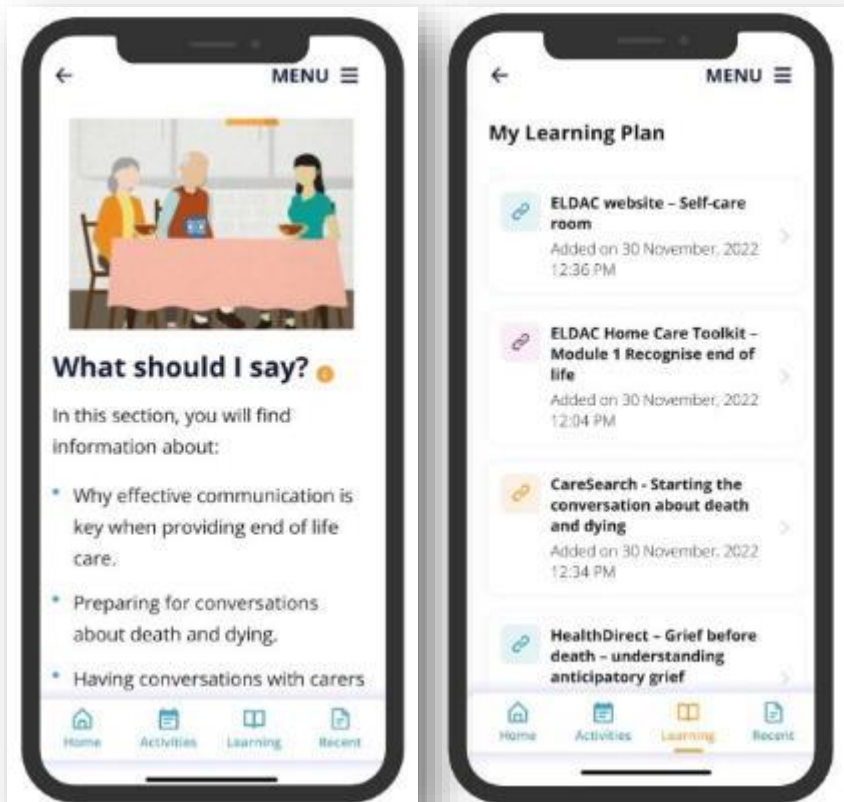 MENU
What should I say?
In this section, you will find
information about:
Why effective communication is
key when providing end of life
care.
Preparing for conversations
about death and dying.
Having conversations with carers
Home Activities Learning Recent
MENU
My Learning Plan
ELDAC website – Self-care
room
Added on 30 November, 2022
12:36 PM
ELDAC Home Care Toolkit –
Module 1 Recognise end of
life
Added on 30 November, 2022
12:04 PM
CareSearch - Starting the
conversation about death
and dying
Added on 30 November, 2022
12:34 PM
HealthDirect – Grief before
death – understanding
anticipatory grief
Home Activities Learning Recent